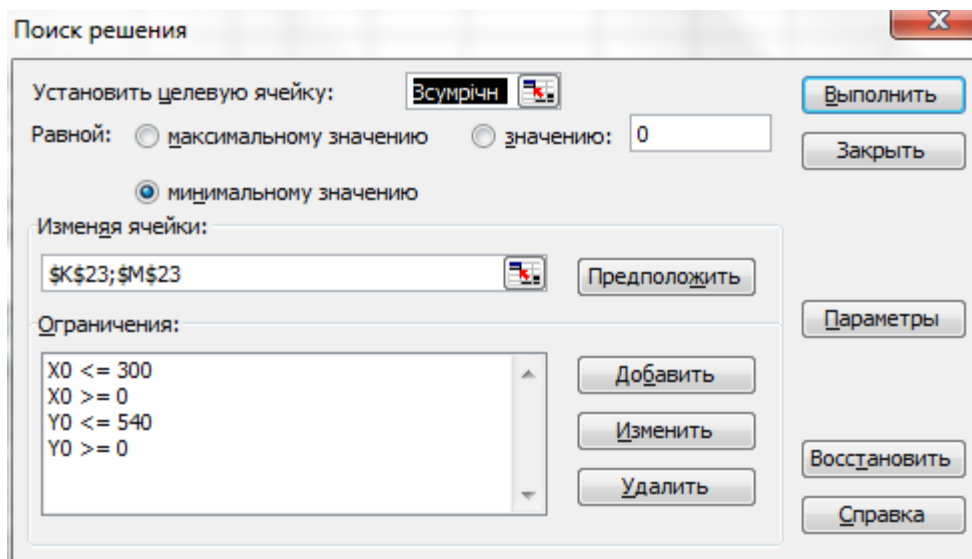 Поиск решения
Установить целевую ячейку: Зсумрічн
Выполнить
Равной: максимальному значению значению: 0
Закрыть
минимальному значению
Изменяя ячейки:
$K$23;$M$23
Предположить
Параметры
Ограничения:
X0 <= 300
X0 >= 0
Y0 <= 540
Y0 >= 0
Добавить
Изменить
Удалить
Восстановить
Справка